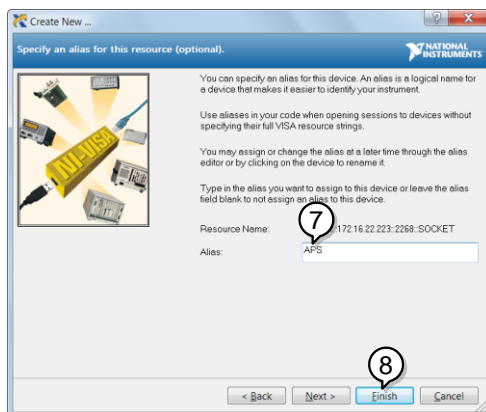 Create New ...
Specify an alias for this resource (optional).
NATIONAL
INSTRUMENTS
You can specify an alias for this device. An alias is a logical name for
a device that makes it easier to identify your instrument.
Use aliases in your code when opening sessions to devices without
specifying their full VISA resource strings.
You may assign or change the alias at a later time through the alias
editor or by clicking on the device to rename it.
Type in the alias you want to assign to this device or leave the alias
field blank to not assign an alias to this device.
NI-VISA
7
Resource Name: 172.16.22.223::2268::SOCKET
Alias: APS
8
< Back Next > Finish Cancel